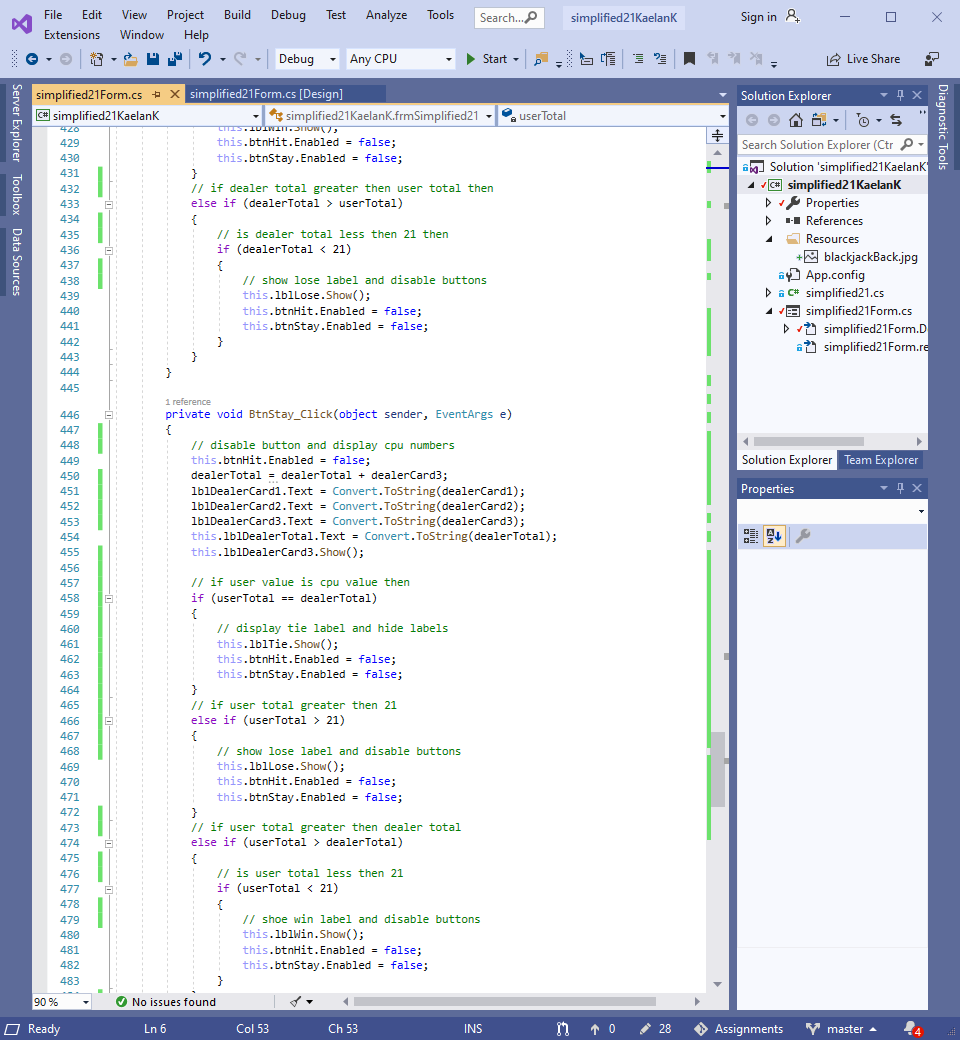 File Edit View Project Build Debug Test Analyze Tools Search... simplified21KaelanK Sign in
Extensions Window Help
Debug Any CPU Start Live Share
Server Explorer
Toolbox
Data Sources
simplified21Form.cs simplified21Form.cs [Design]
simplified21KaelanK simplified21KaelanK.frmSimplified21 userTotal
428 this.lblWin.Show();
429 this.btnHit.Enabled = false;
430 this.btnStay.Enabled = false;
431 }
432 // if dealer total greater then user total then
433 else if (dealerTotal > userTotal)
434 {
435 // is dealer total less then 21 then
436 if (dealerTotal < 21)
437 {
438 // show lose label and disable buttons
439 this.lblLose.Show();
440 this.btnHit.Enabled = false;
441 this.btnStay.Enabled = false;
442 }
443 }
444 }
445
1 reference
446 private void BtnStay_Click(object sender, EventArgs e)
447 {
448 // disable button and display cpu numbers
449 this.btnHit.Enabled = false;
450 dealerTotal = dealerTotal + dealerCard3;
451 lblDealerCard1.Text = Convert.ToString(dealerCard1);
452 lblDealerCard2.Text = Convert.ToString(dealerCard2);
453 lblDealerCard3.Text = Convert.ToString(dealerCard3);
454 this.lblDealerTotal.Text = Convert.ToString(dealerTotal);
455 this.lblDealerCard3.Show();
456
457 // if user value is cpu value then
458 if (userTotal == dealerTotal)
459 {
460 // display tie label and hide labels
461 this.lblTie.Show();
462 this.btnHit.Enabled = false;
463 this.btnStay.Enabled = false;
464 }
465 // if user total greater then 21
466 else if (userTotal > 21)
467 {
468 // show lose label and disable buttons
469 this.lblLose.Show();
470 this.btnHit.Enabled = false;
471 this.btnStay.Enabled = false;
472 }
473 // if user total greater then dealer total
474 else if (userTotal > dealerTotal)
475 {
476 // is user total less then 21
477 if (userTotal < 21)
478 {
479 // shoe win label and disable buttons
480 this.lblWin.Show();
481 this.btnHit.Enabled = false;
482 this.btnStay.Enabled = false;
483 }
90 % No issues found
Solution Explorer
Search Solution Explorer (Ctr
Solution 'simplified21KaelanK'
C# simplified21KaelanK
Properties
References
Resources
blackjackBack.jpg
App.config
C# simplified21.cs
simplified21Form.cs
simplified21Form.D
simplified21Form.re
Solution Explorer Team Explorer
Properties
Diagnostic Tools
Ready Ln 6 Col 53 Ch 53 INS 0 28 Assignments master 4